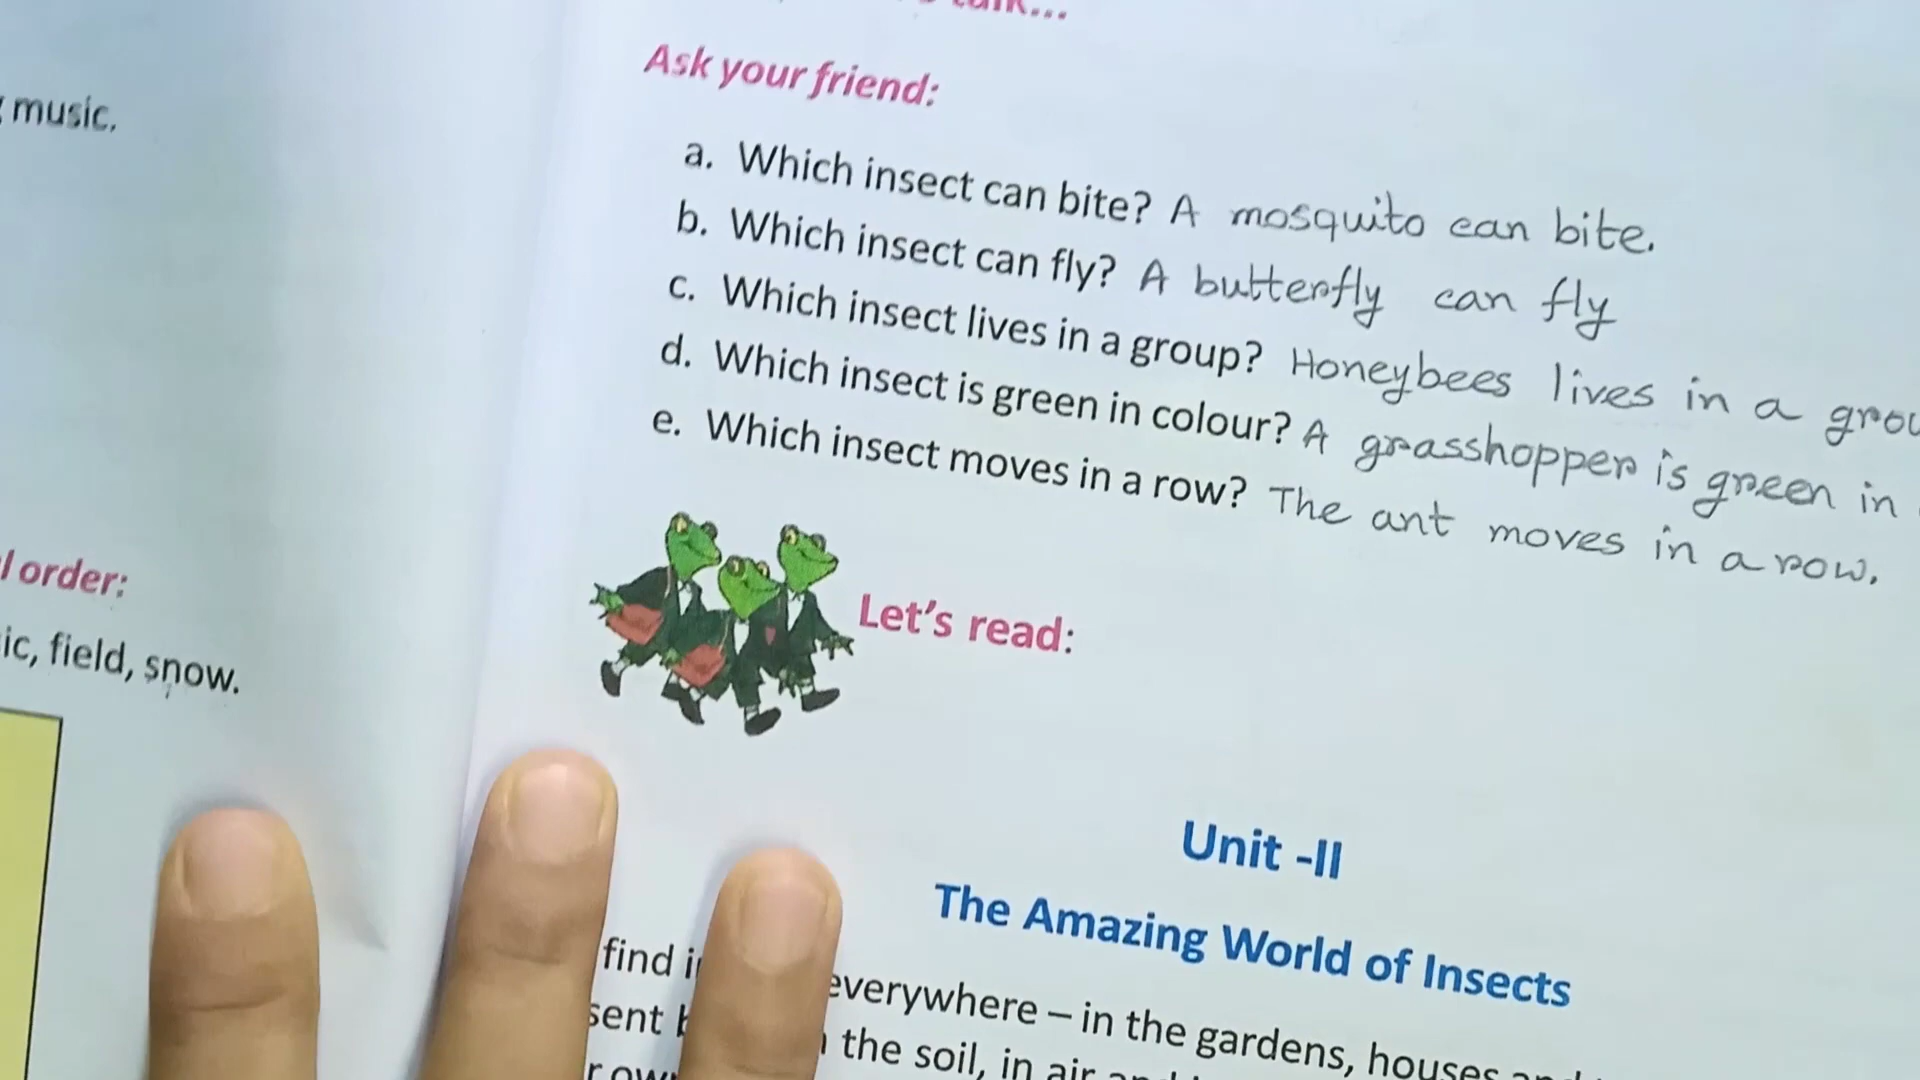 music.
order:
field, snow.
Ask your friend:
a. Which insect can bite? A mosquito can bite.
b. Which insect can fly? A butterfly can fly
c. Which insect lives in a group? Honeybees lives in a
d. Which insect is green in colour? A grasshopper is green in
e. Which insect moves in a row? The ant moves in a row.
Let's read:
Unit -II
The Amazing World of Insects
find everywhere – in the gardens, houses
the soil, in air